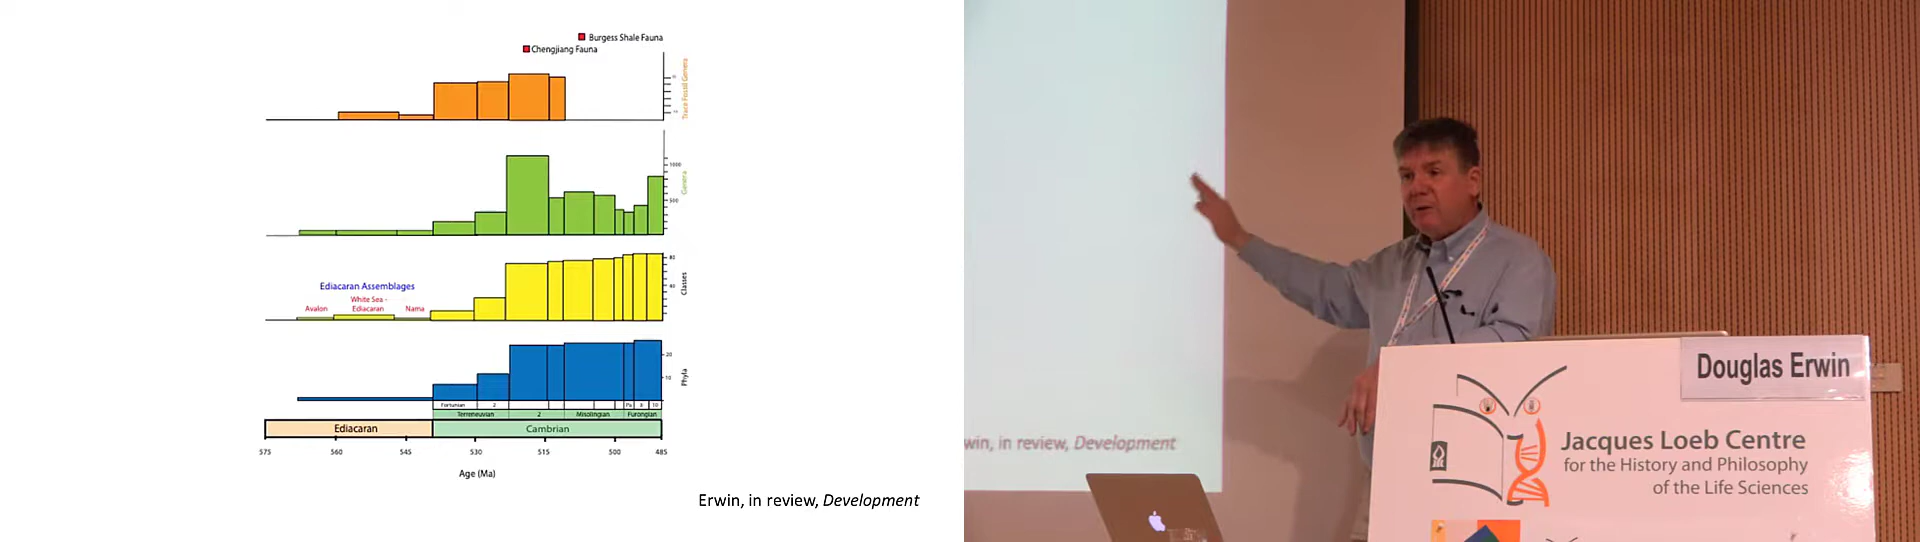 Burgess Shale Fauna
Chengjiang Fauna
Trace Fossil Genera
1000
500
Genera
80
40
Classes
Ediacaran Assemblages
White Sea -
Avalon Ediacaran Nama
20
10
Phyla
Fortunian 2
Terreneuvian 2 Miaolingian Furongian
Ediacaran Cambrian
575 560 545 530 515 500 485
Age (Ma)
Erwin, in review, Development
win, in review, Development
Douglas Erwin
Jacques Loeb Centre
for the History and Philosophy
of the Life Sciences